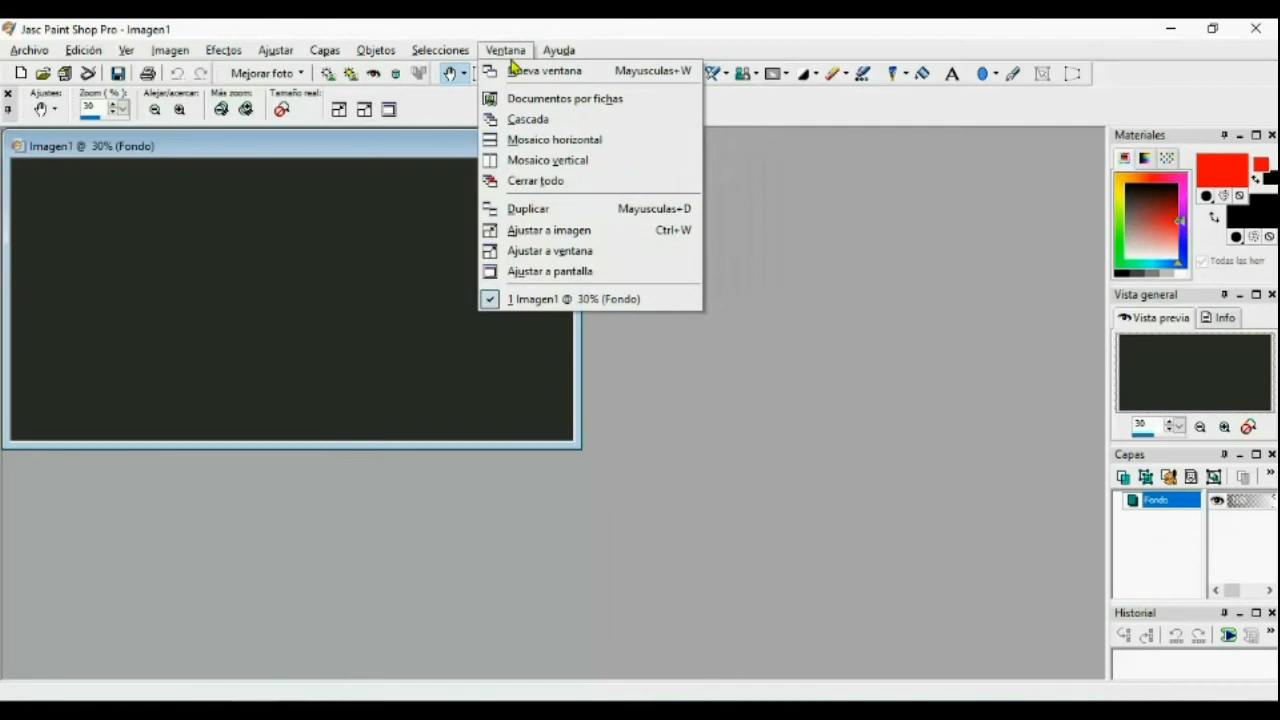 Jasc Paint Shop Pro - Imagen1
Archivo Edición Ver Imagen Efectos Ajustar Capas Objetos Selecciones Ventana Ayuda
Mejorar foto
Ajustes: Zoom (%): Alejar/acercar: Más zoom: Tamaño real:
30
Nueva ventana Mayusculas+W
Documentos por fichas
Cascada
Mosaico horizontal
Mosaico vertical
Cerrar todo
Duplicar Mayusculas+D
Ajustar a imagen Ctrl+W
Ajustar a ventana
Ajustar a pantalla
1 Imagen1 @ 30% (Fondo)
Imagen1 @ 30% (Fondo)
Materiales
Todas las herr
Vista general
Vista previa Info
30
Capas
Fondo
Historial